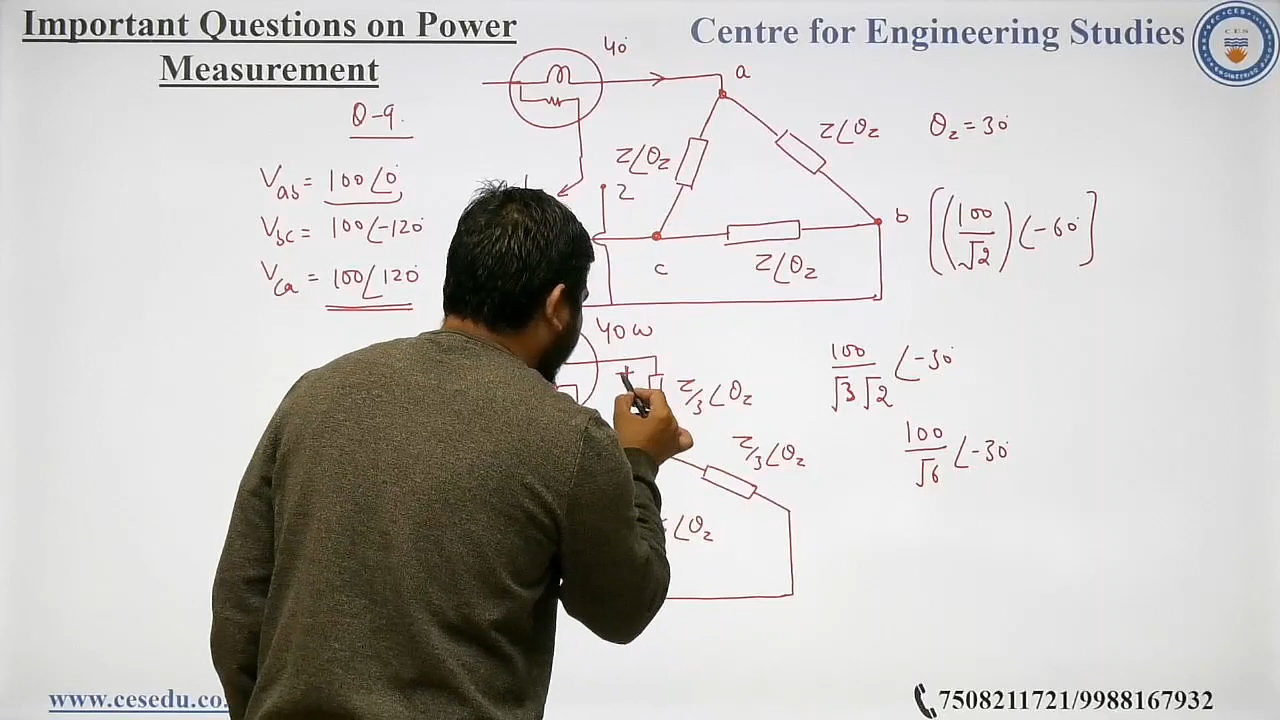 Important Questions on Power
Measurement
Centre for Engineering Studies
CES
Q-9.
40
a
Z∠θz
Z∠θz
θz = 30°
Vab = 100∠0°
Vbc = 100∠-120°
Vca = 100∠120°
2
b
[(100/√2)∠-60°]
c
Z∠θz
40 W
Z/3∠θz
100/√3√2 ∠-30°
Z/3∠θz
100/√6 ∠-30°
∠θz
www.cesedu.co
7508211721/9988167932